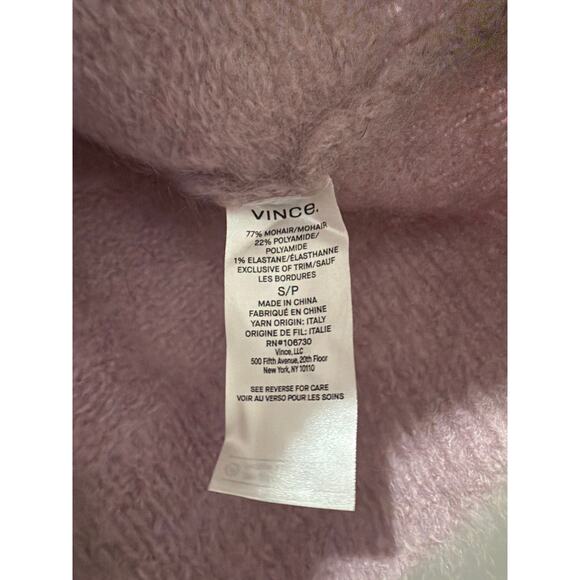 VINCE.
77% MOHAIR/MOHAIR
22% POLYAMIDE/
POLYAMIDE
1% ELASTANE/ÉLASTHANNE
EXCLUSIVE OF TRIM/SAUF
LES BORDURES
S/P
MADE IN CHINA
FABRIQUÉ EN CHINE
YARN ORIGIN: ITALY
ORIGINE DE FIL: ITALIE
RN#106730
Vince, LLC
500 Fifth Avenue, 20th Floor
New York, NY 10110
SEE REVERSE FOR CARE
VOIR AU VERSO POUR LES SOINS